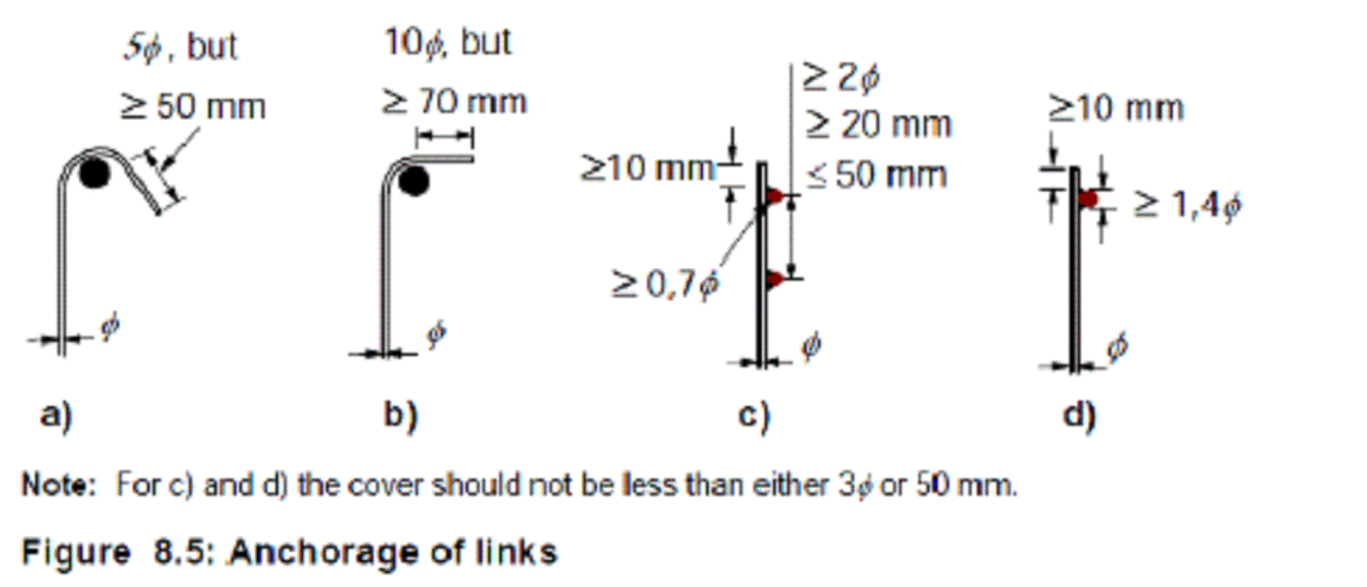 5ϕ, but
≥ 50 mm
ϕ
a)
10ϕ, but
≥ 70 mm
ϕ
b)
≥ 2ϕ
≥ 20 mm
≤ 50 mm
≥10 mm
≥ 0,7ϕ
ϕ
c)
≥10 mm
≥ 1,4ϕ
ϕ
d)
Note: For c) and d) the cover should not be less than either 3ϕ or 50 mm.
Figure 8.5: Anchorage of links